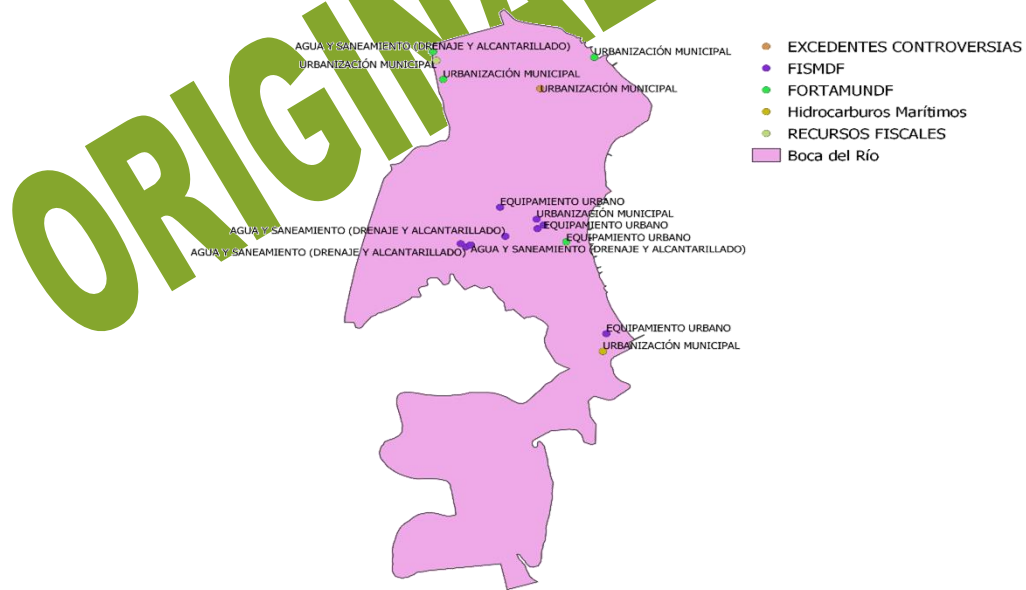 ORIGINAL
AGUA Y SANEAMIENTO (DRENAJE Y ALCANTARILLADO)
URBANIZACIÓN MUNICIPAL
URBANIZACIÓN MUNICIPAL
URBANIZACIÓN MUNICIPAL
URBANIZACIÓN MUNICIPAL
EQUIPAMIENTO URBANO
URBANIZACIÓN MUNICIPAL
EQUIPAMIENTO URBANO
AGUA Y SANEAMIENTO (DRENAJE Y ALCANTARILLADO)
EQUIPAMIENTO URBANO
AGUA Y SANEAMIENTO (DRENAJE Y ALCANTARILLADO)
AGUA Y SANEAMIENTO (DRENAJE Y ALCANTARILLADO)
EQUIPAMIENTO URBANO
URBANIZACIÓN MUNICIPAL
EXCEDENTES CONTROVERSIAS
FISMDF
FORTAMUNDF
Hidrocarburos Marítimos
RECURSOS FISCALES
Boca del Río